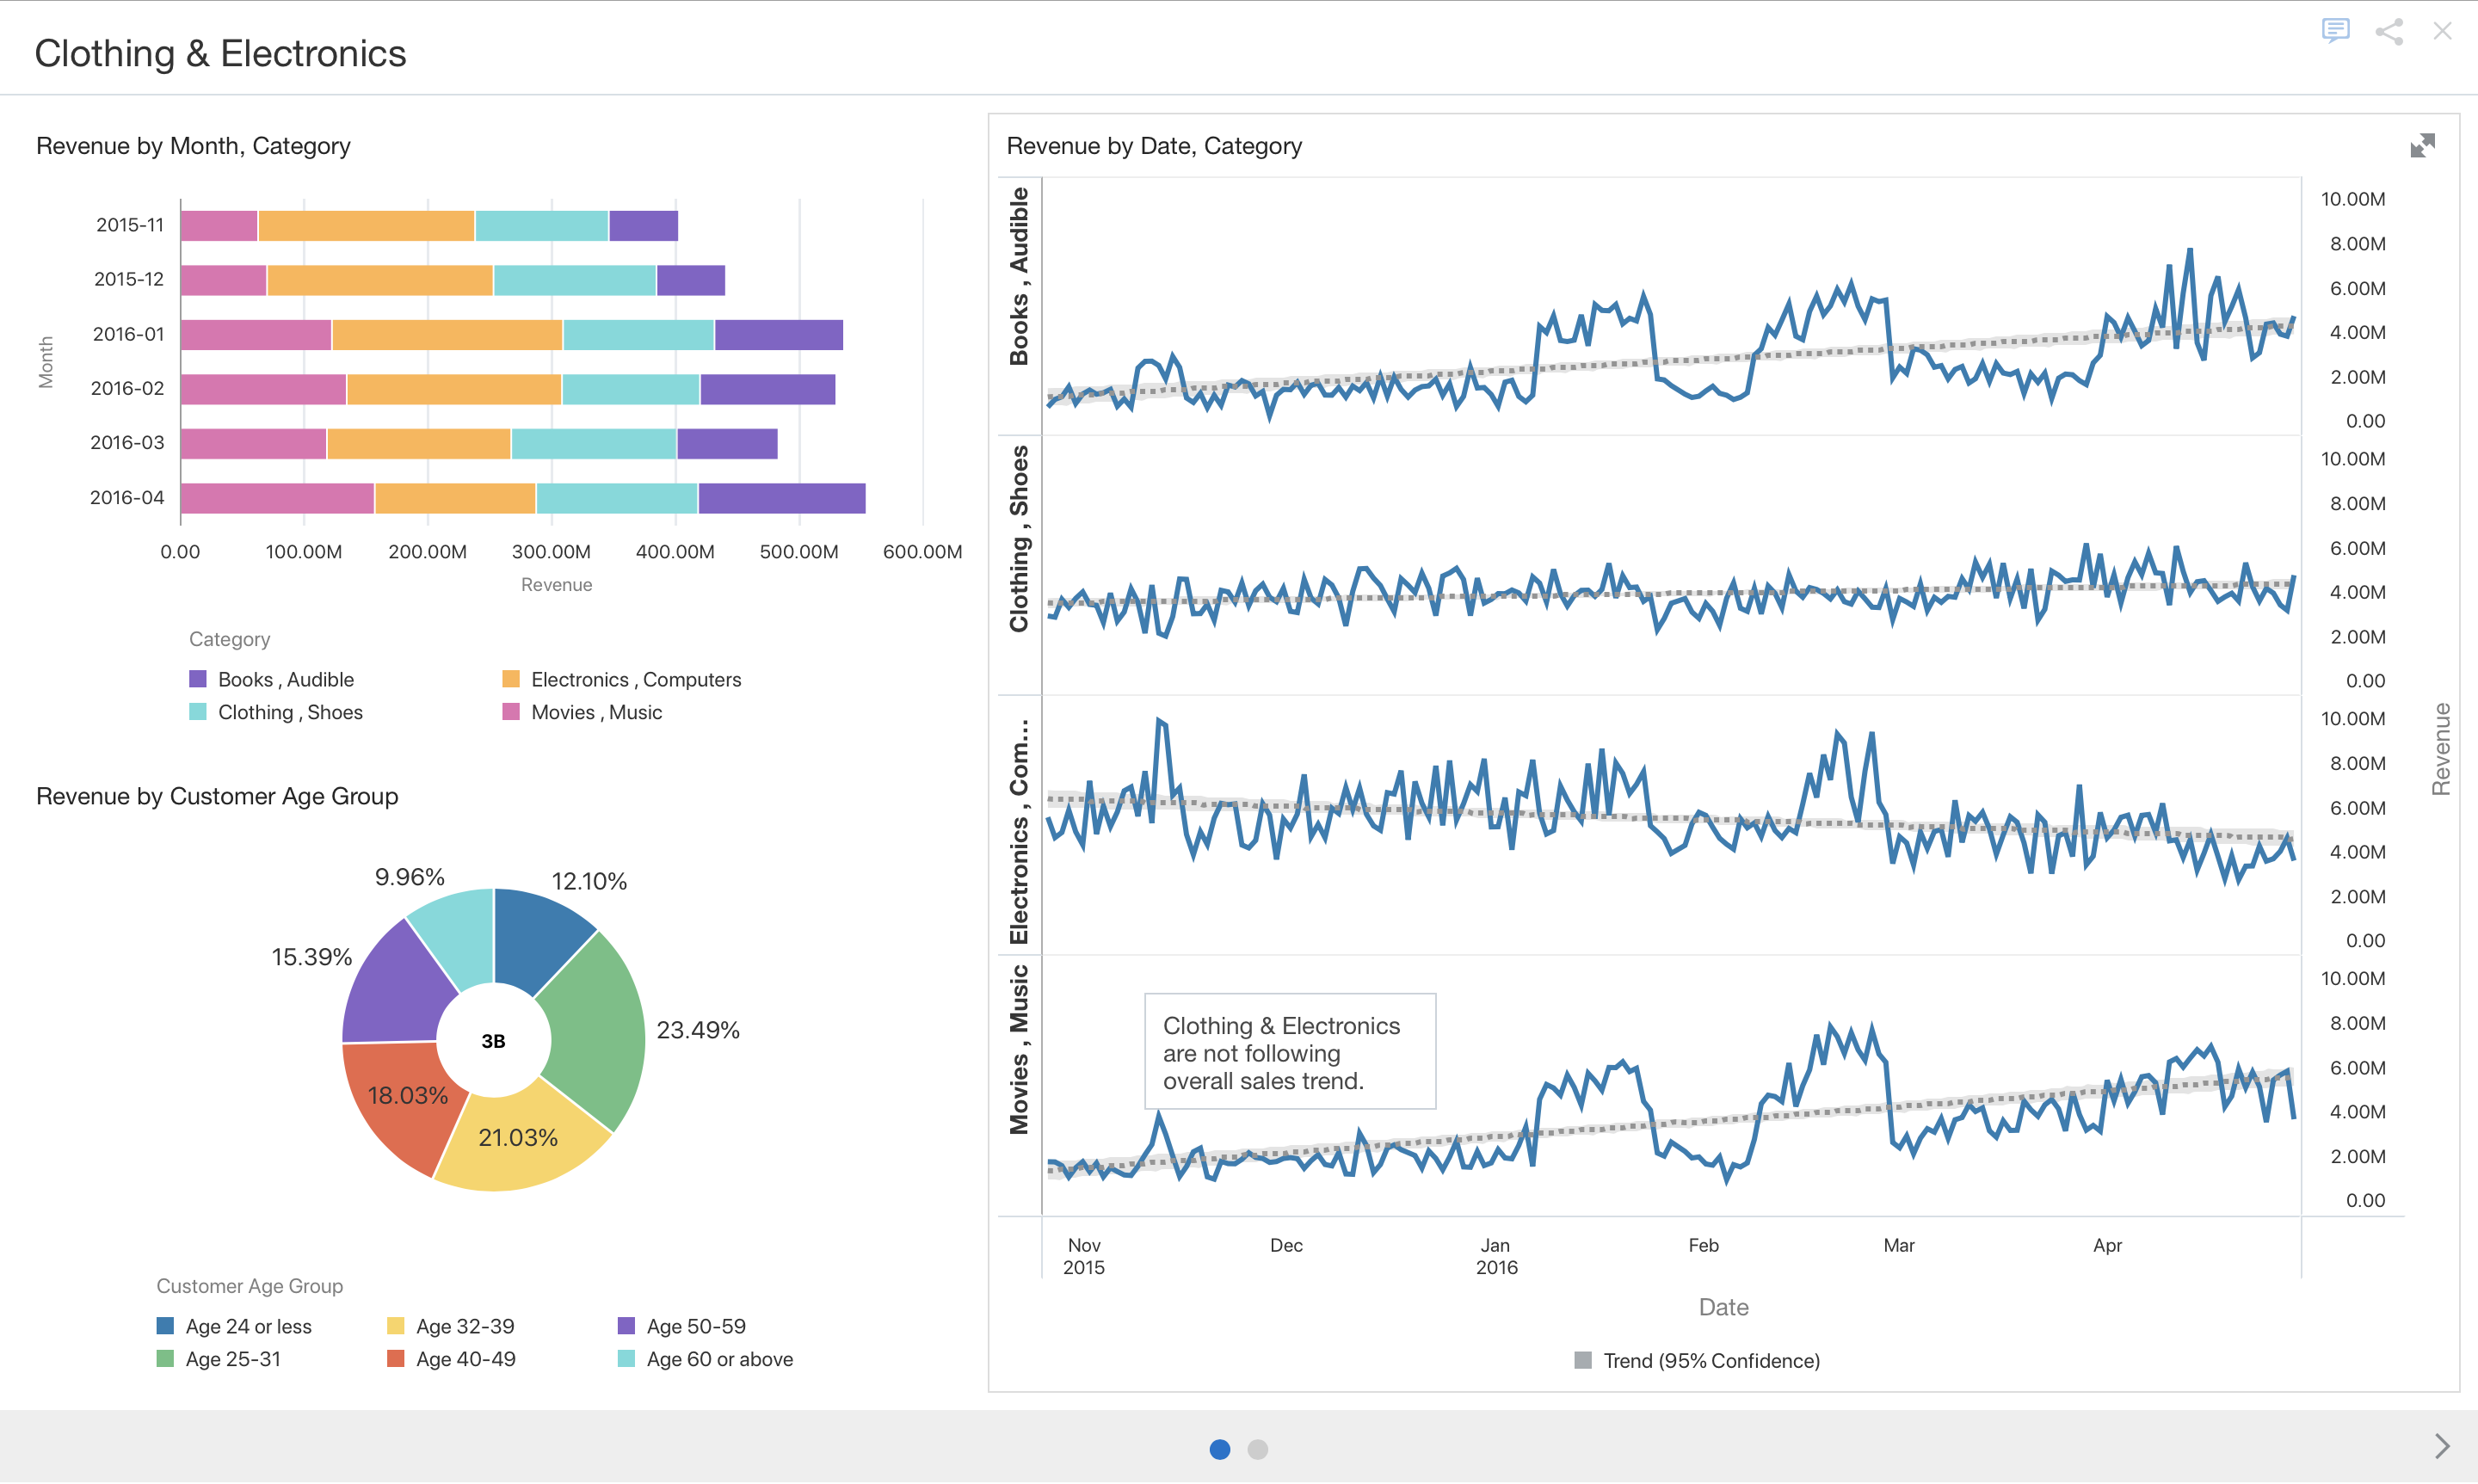 Clothing & Electronics
Revenue by Month, Category
Month
2015-11
2015-12
2016-01
2016-02
2016-03
2016-04
0.00 100.00M 200.00M 300.00M 400.00M 500.00M 600.00M
Revenue
Category
Books , Audible
Electronics , Computers
Clothing , Shoes
Movies , Music
Revenue by Customer Age Group
9.96%
12.10%
15.39%
23.49%
3B
18.03%
21.03%
Customer Age Group
Age 24 or less
Age 32-39
Age 50-59
Age 25-31
Age 40-49
Age 60 or above
Revenue by Date, Category
Books , Audible
10.00M
8.00M
6.00M
4.00M
2.00M
0.00
Clothing , Shoes
10.00M
8.00M
6.00M
4.00M
2.00M
0.00
Electronics , Com...
10.00M
8.00M
6.00M
4.00M
2.00M
0.00
Movies , Music
Clothing & Electronics
are not following
overall sales trend.
10.00M
8.00M
6.00M
4.00M
2.00M
0.00
Revenue
Nov Dec Jan Feb Mar Apr
2015 2016
Date
Trend (95% Confidence)